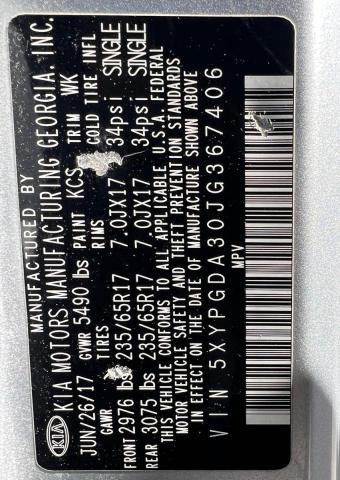 MANUFACTURED BY
KIA KIA MOTORS MANUFACTURING GEORGIA, INC.
JUN/26/17 GVWR 5490 lbs PAINT KCS TRIM WK
GAWR TIRES RIMS COLD TIRE INFL
FRONT 2976 lbs 235/65R17 7.0JX17 34psi SINGLE
REAR 3075 lbs 235/65R17 7.0JX17 34psi SINGLE
THIS VEHICLE CONFORMS TO ALL APPLICABLE U.S.A. FEDERAL
MOTOR VEHICLE SAFETY AND THEFT PREVENTION STANDARDS
IN EFFECT ON THE DATE OF MANUFACTURE SHOWN ABOVE
VIN 5XYPGDA30JG367406
MPV